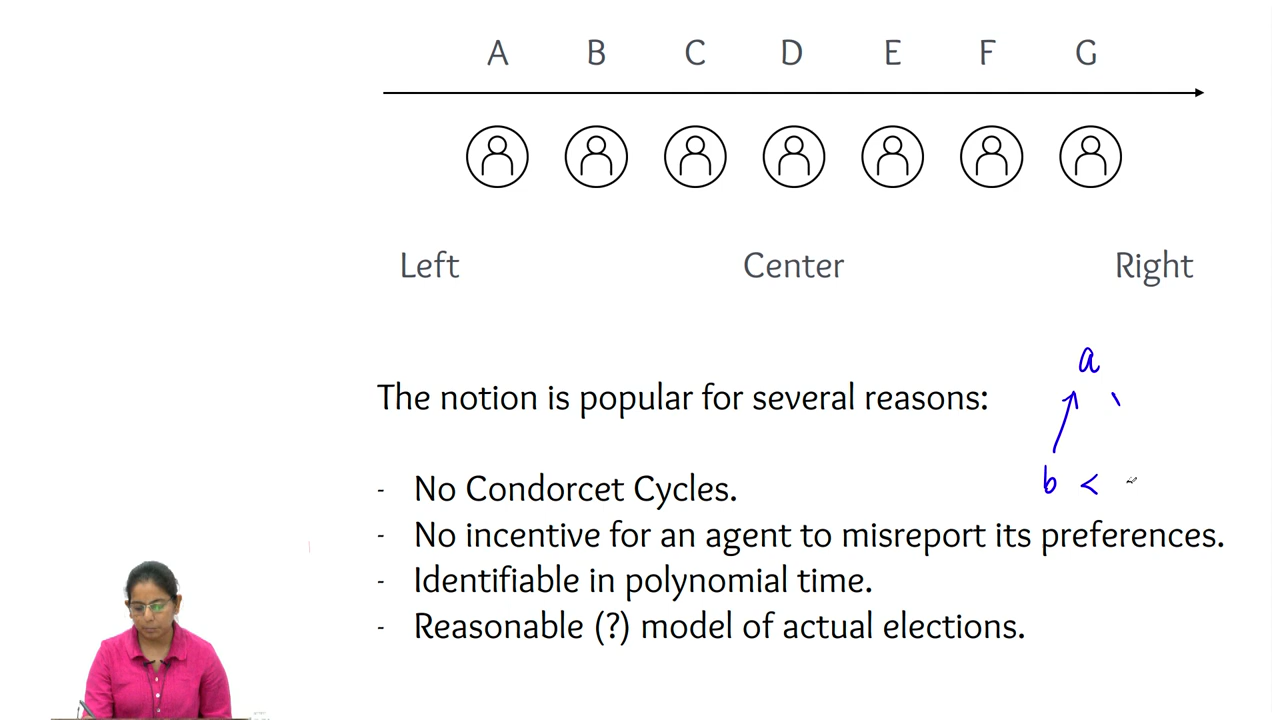 A B C D E F G
Left Center Right
a
The notion is popular for several reasons:
b <
- No Condorcet Cycles.
- No incentive for an agent to misreport its preferences.
- Identifiable in polynomial time.
- Reasonable (?) model of actual elections.